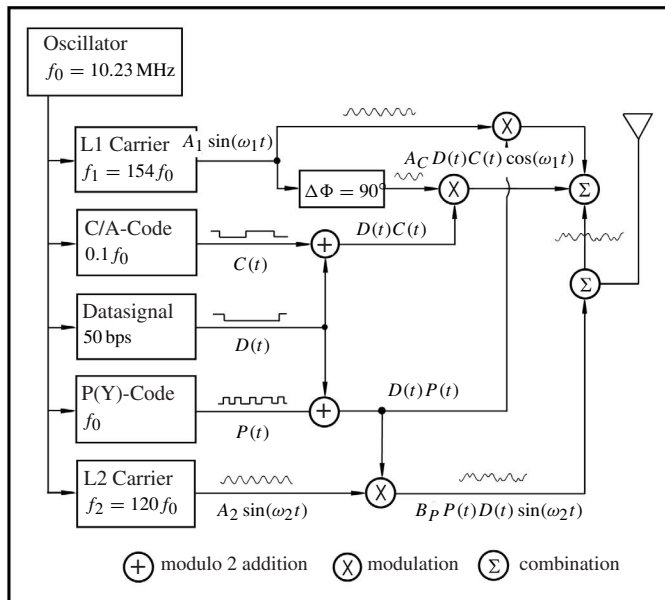 Oscillator
f₀ = 10.23 MHz
L1 Carrier
f₁ = 154 f₀
A₁ sin(ω₁t)
A_C D(t)C(t) cos(ω₁t)
ΔΦ = 90°
C/A-Code
0.1 f₀
C(t)
D(t)C(t)
Datasignal
50 bps
D(t)
P(Y)-Code
f₀
P(t)
D(t)P(t)
L2 Carrier
f₂ = 120 f₀
A₂ sin(ω₂t)
B_P P(t)D(t) sin(ω₂t)
× 
×
Σ
+
Σ
+
×
+ modulo 2 addition
× modulation
Σ combination